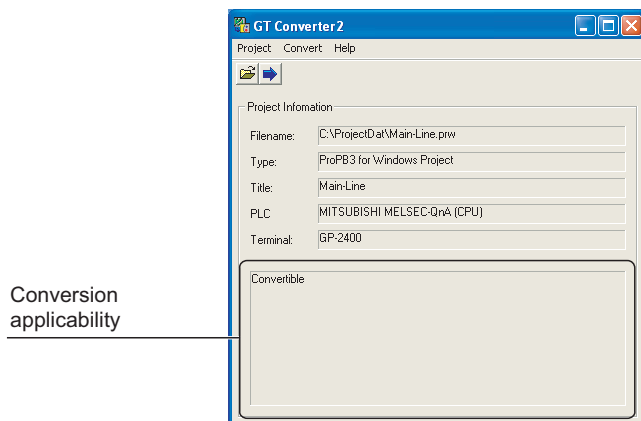 GT Converter2
Project Convert Help
Project Infomation
Filename: C:\ProjectDat\Main-Line.prw
Type: ProPB3 for Windows Project
Title: Main-Line
PLC MITSUBISHI MELSEC-QnA (CPU)
Terminal: GP-2400
Convertible
Conversion
applicability